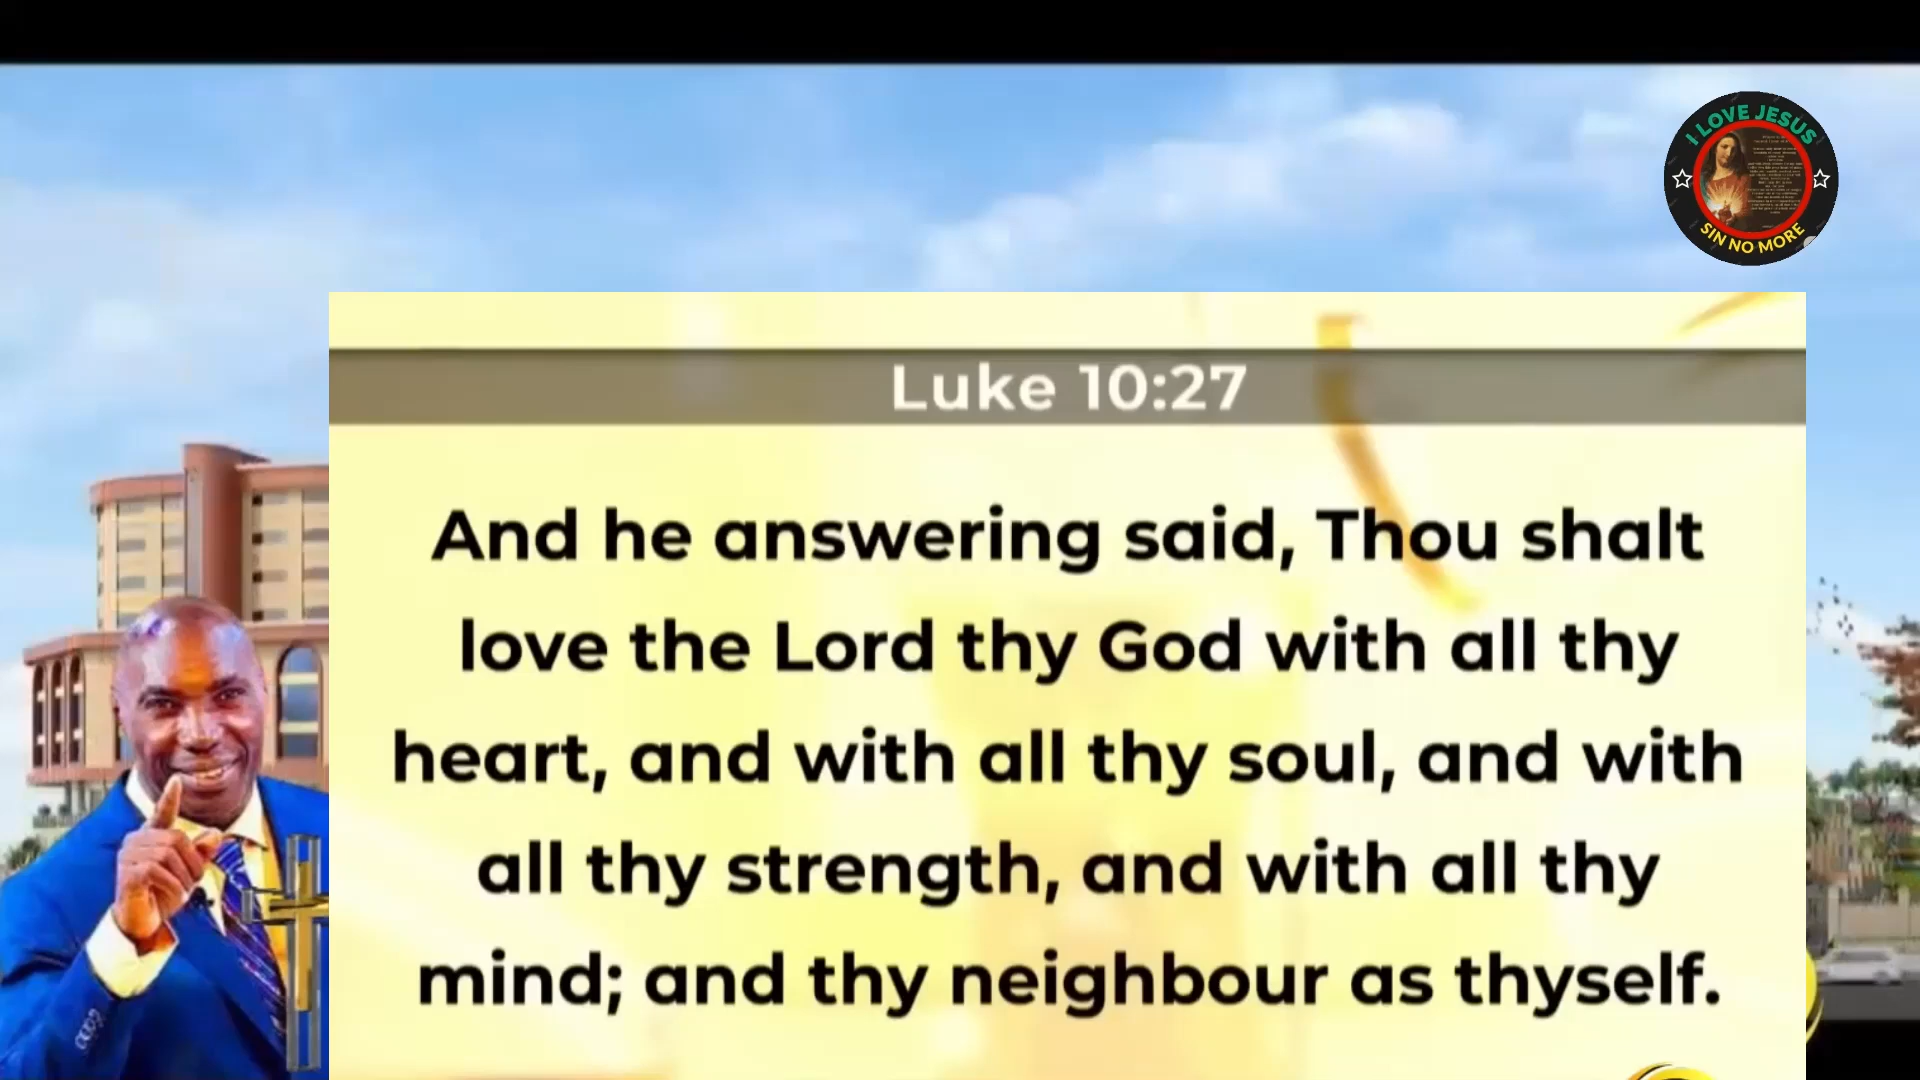 I LOVE JESUS
SIN NO MORE
Luke 10:27
And he answering said, Thou shalt
love the Lord thy God with all thy
heart, and with all thy soul, and with
all thy strength, and with all thy
mind; and thy neighbour as thyself.